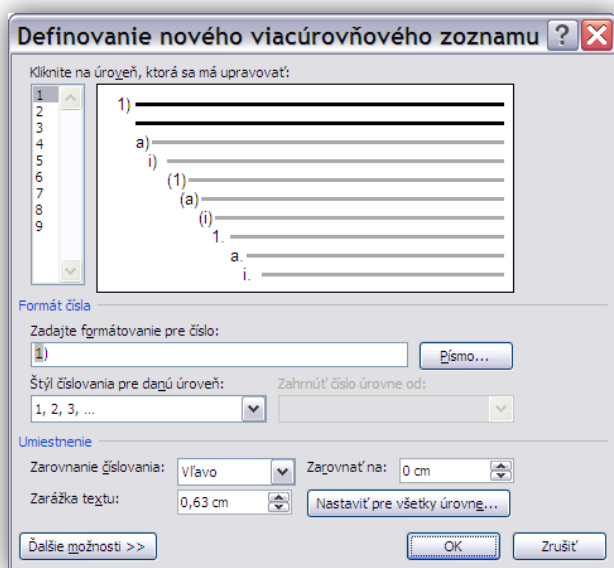 Definovanie nového viacúrovňového zoznamu
Kliknite na úroveň, ktorá sa má upravovať:
1
2
3
4
5
6
7
8
9
1)
a)
i)
(1)
(a)
(i)
1.
a.
i.
Formát čísla
Zadajte formátovanie pre číslo:
1)
Písmo...
Štýl číslovania pre danú úroveň:
Zahrnúť číslo úrovne od:
1, 2, 3, ...
Umiestnenie
Zarovnanie číslovania:
Vľavo
Zarovnať na:
0 cm
Zarážka textu:
0,63 cm
Nastaviť pre všetky úrovne...
Ďalšie možnosti >>
OK
Zrušiť